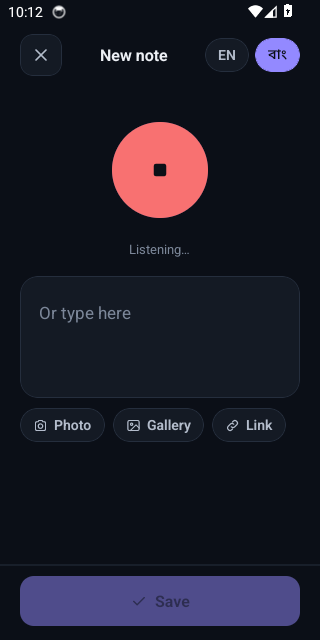 10:12
New note
EN
বাং
Listening...
Or type here
Photo
Gallery
Link
Save